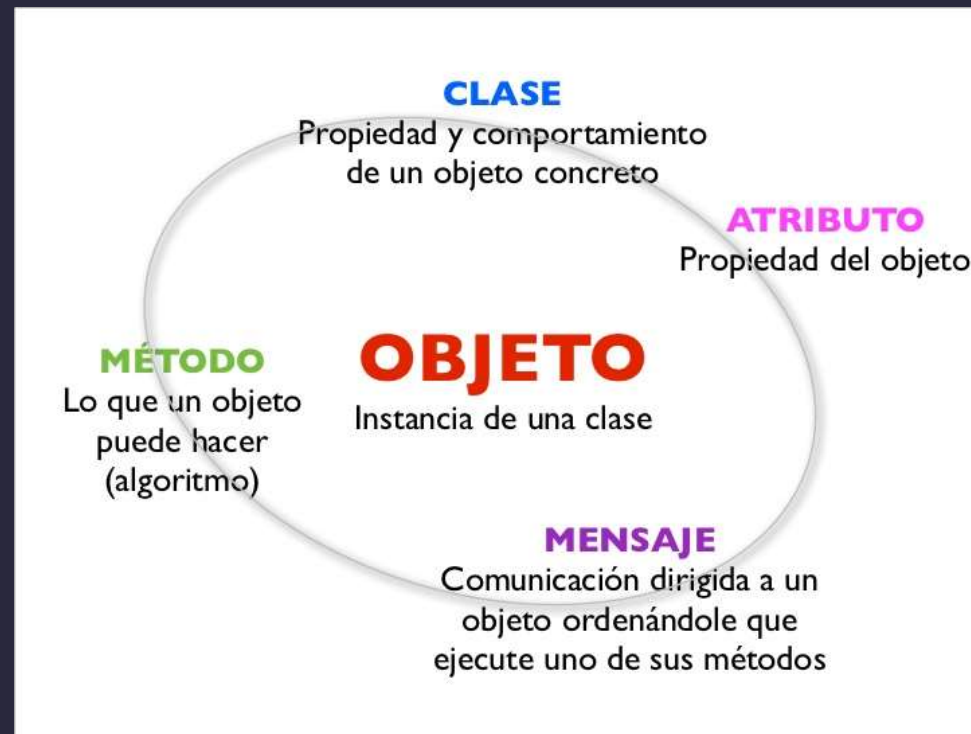 CLASE
Propiedad y comportamiento
de un objeto concreto
ATRIBUTO
Propiedad del objeto
OBJETO
Instancia de una clase
MÉTODO
Lo que un objeto
puede hacer
(algoritmo)
MENSAJE
Comunicación dirigida a un
objeto ordenándole que
ejecute uno de sus métodos